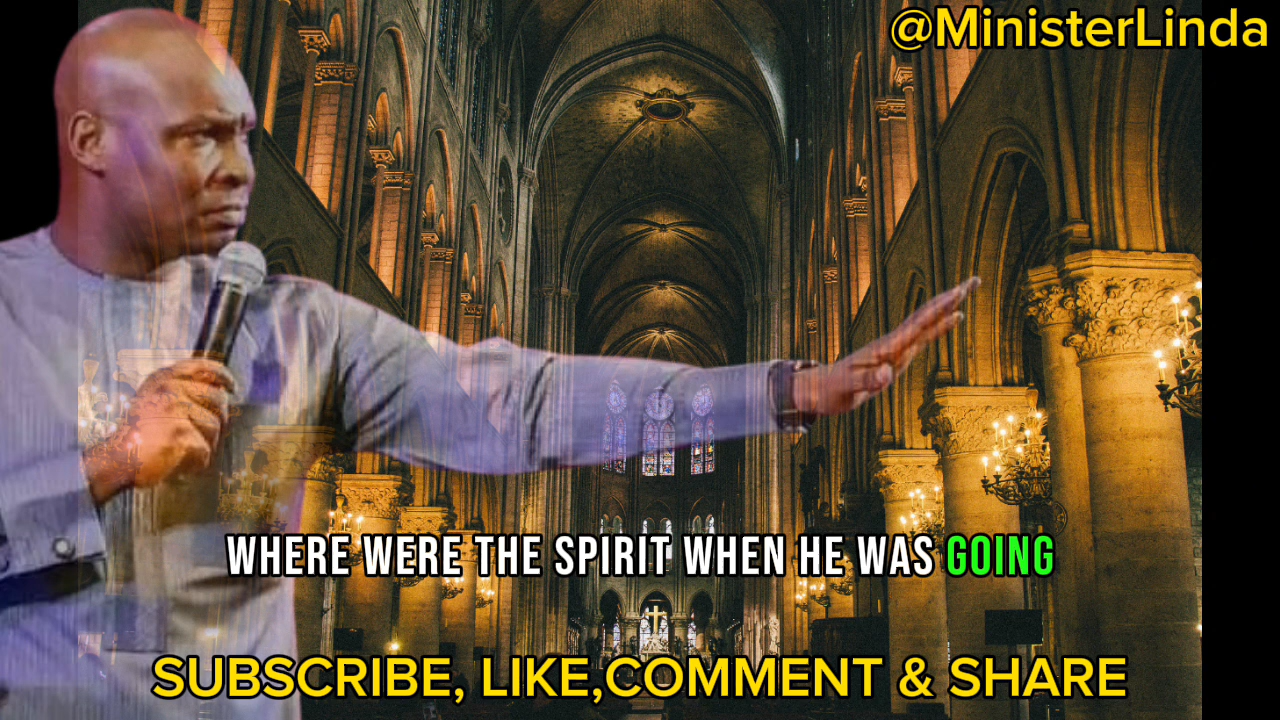 @MinisterLinda
WHERE WERE THE SPIRIT WHEN HE WAS GOING
SUBSCRIBE, LIKE,COMMENT & SHARE